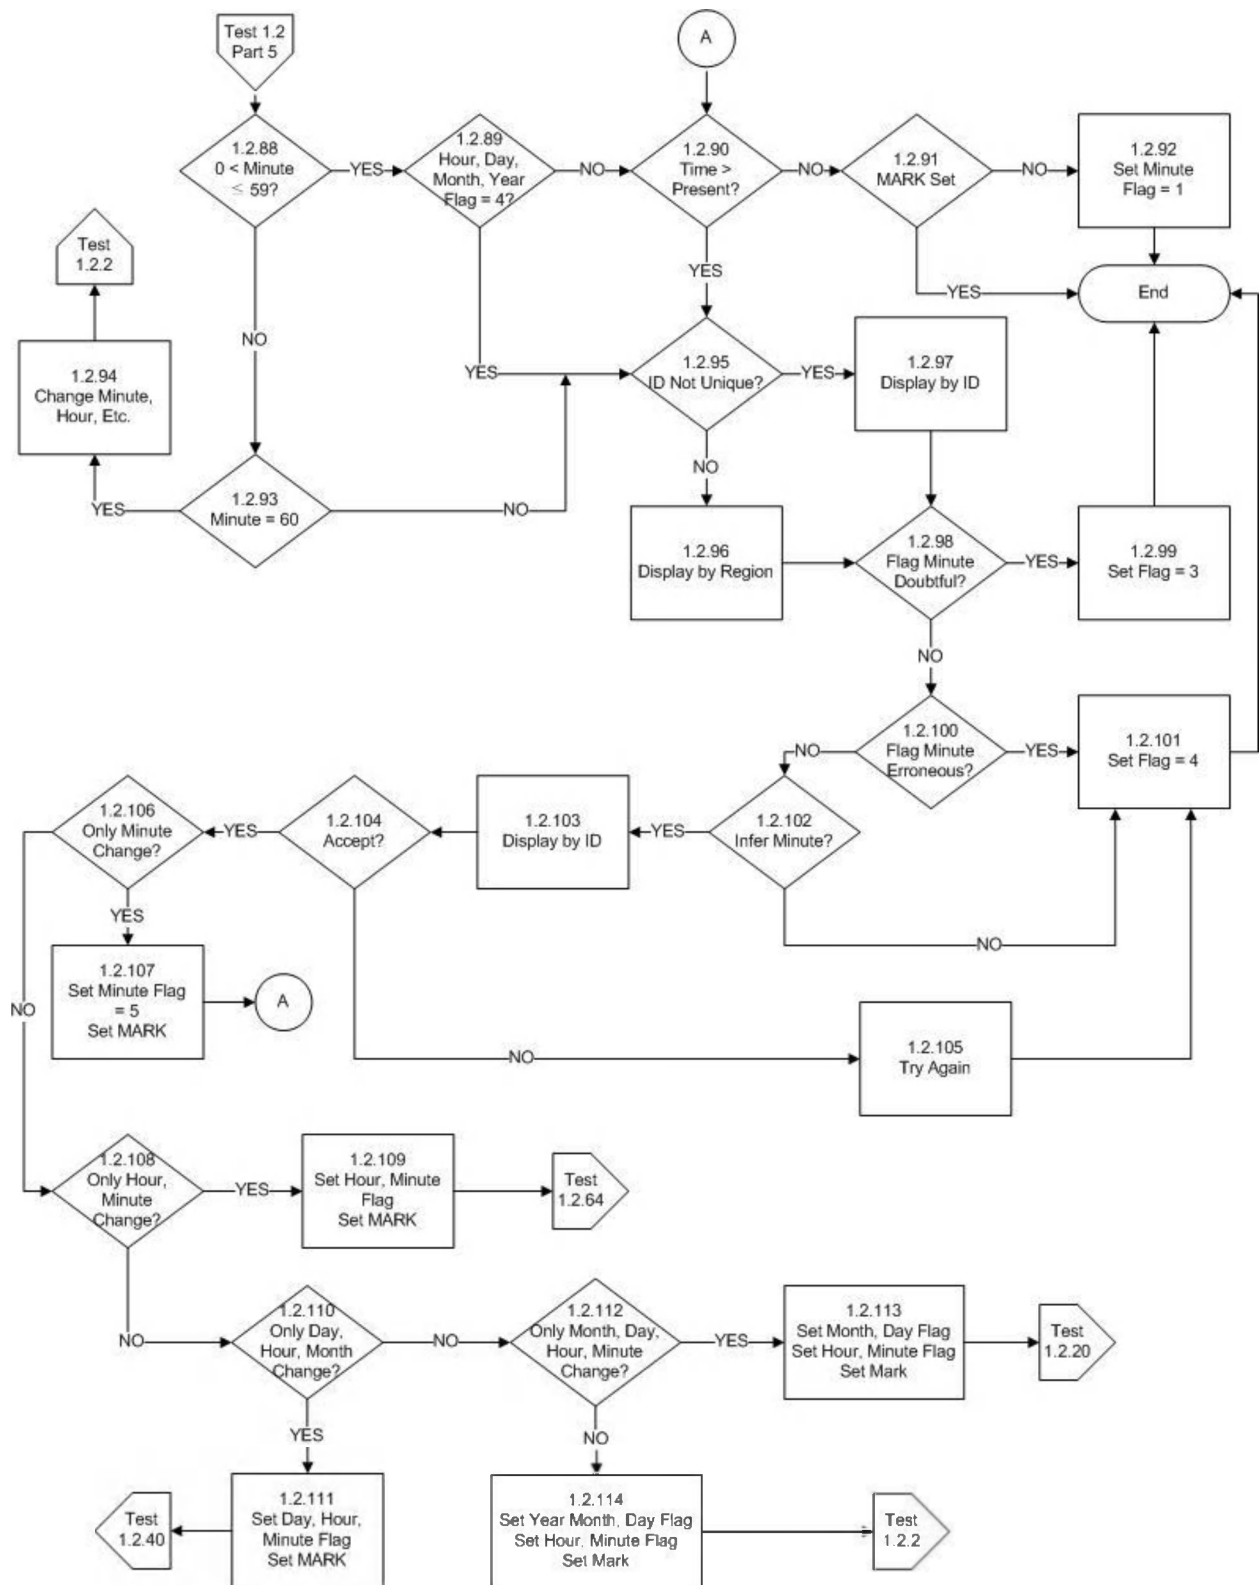 Test 1.2
Part 5
A
1.2.88
0 < Minute
≤ 59?
YES
1.2.89
Hour, Day,
Month, Year
Flag = 4?
NO
1.2.90
Time >
Present?
NO
1.2.91
MARK Set
NO
1.2.92
Set Minute
Flag = 1
Test
1.2.2
YES
YES
End
NO
1.2.94
Change Minute,
Hour, Etc.
YES
1.2.95
ID Not Unique?
YES
1.2.97
Display by ID
NO
YES
1.2.93
Minute = 60
NO
1.2.96
Display by Region
1.2.98
Flag Minute
Doubtful?
YES
1.2.99
Set Flag = 3
NO
1.2.100
Flag Minute
Erroneous?
YES
1.2.101
Set Flag = 4
NO
1.2.106
Only Minute
Change?
YES
1.2.104
Accept?
1.2.103
Display by ID
YES
1.2.102
Infer Minute?
YES
NO
1.2.107
Set Minute Flag
= 5
Set MARK
A
NO
NO
1.2.105
Try Again
1.2.108
Only Hour,
Minute
Change?
YES
1.2.109
Set Hour, Minute
Flag
Set MARK
Test
1.2.64
NO
1.2.110
Only Day,
Hour, Month
Change?
NO
1.2.112
Only Month, Day,
Hour, Minute
Change?
YES
1.2.113
Set Month, Day Flag
Set Hour, Minute Flag
Set Mark
Test
1.2.20
YES
NO
Test
1.2.40
1.2.111
Set Day, Hour,
Minute Flag
Set MARK
1.2.114
Set Year Month, Day Flag
Set Hour, Minute Flag
Set Mark
Test
1.2.2